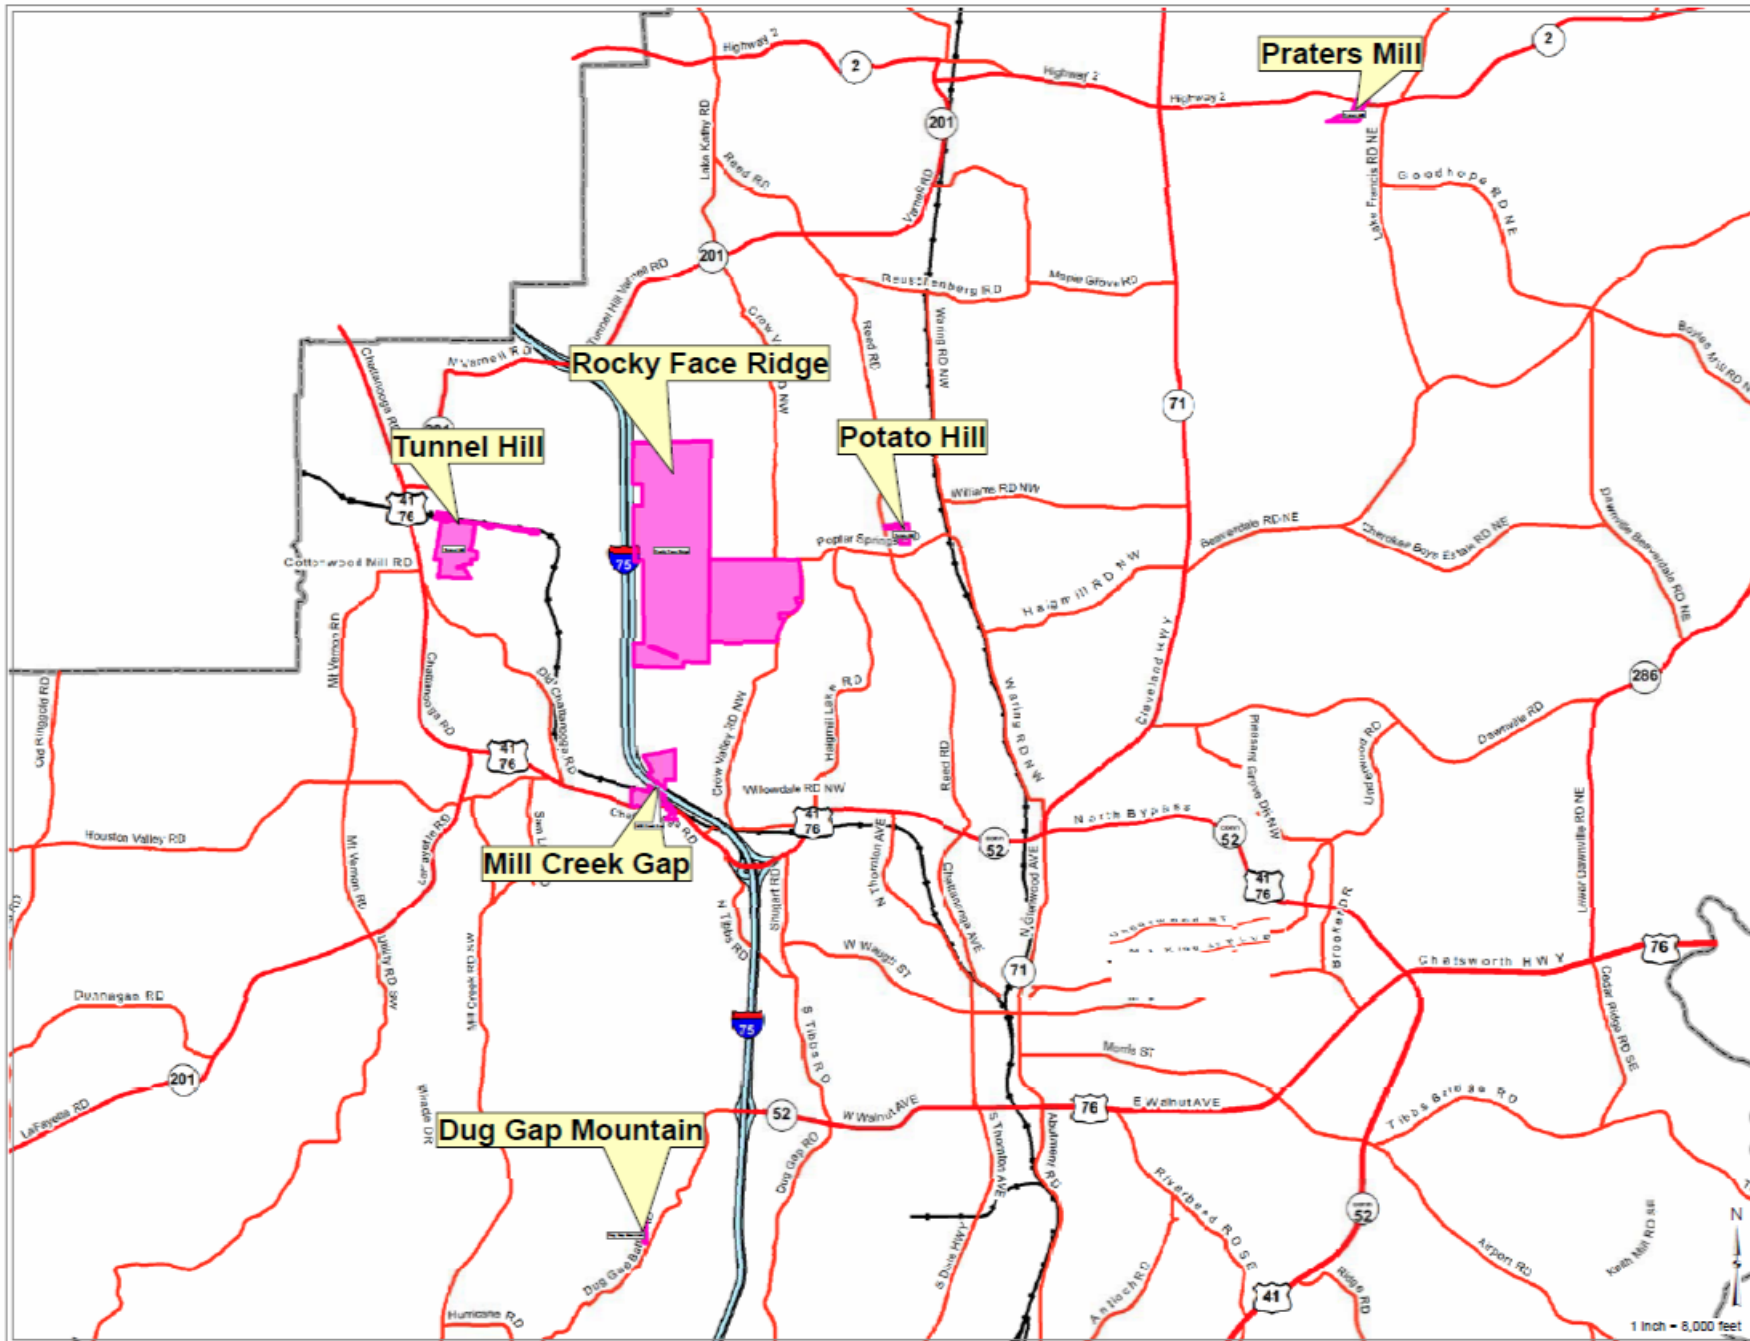 Highway 2
2
Highway 2
Highway 2
2
Praters Mill
201
Lake Kathy RD
Reed RD
Varnell RD
Lake Francis RD NE
Goodhope RD NE
201
Tunnel Hill Varnell RD
Reuschenberg RD
Maple Grove RD
N Varnell RD
Chattanooga RD
Rocky Face Ridge
Reed RD
Waring RD NW
71
Tunnel Hill
Potato Hill
41
76
Williams RD NW
Beaverdale RD NE
Cherokee Boys Estate RD NE
Dawnville Beaverdale RD NE
75
Cottonwood Mill RD
Haigmill RD NW
Mt Vernon RD
Chattanooga RD
Old Chattanooga RD
Cleveland HWY
286
Old Ringgold RD
41
76
Crow Valley RD NW
Haigmill Lake RD
Reed RD
Waring RD NW
Pleasant Grove DR NW
Underwood RD
Dawnville RD
Willowdale RD NW
41
76
North Bypass
52
52
Houston Valley RD
Mt Vernon RD
LaFayette RD
Mill Creek Gap
N Thornton AVE
Chattanooga AVE
N Glenwood AVE
41
76
Lower Dawnville RD NE
N Tibbs RD
Shugart RD
W Waugh ST
71
Brooker DR
Chatsworth HWY
76
Utility RD SW
Mill Creek RD NW
Dunnagan RD
75
S Tibbs RD
Morris ST
Cedar Ridge RD SE
201
LaFayette RD
Mirada DR
52
W Walnut AVE
76
E Walnut AVE
Tibbs Bridge RD
Dug Gap Mountain
Dug Gap RD
S Thornton AVE
Abutment RD
Riverbend RD SE
52
Airport RD
Keith Mill RD SE
N
S Dixie HWY
Antioch RD
41
Ridge RD
Hurricane RD
1 Inch = 8,000 feet